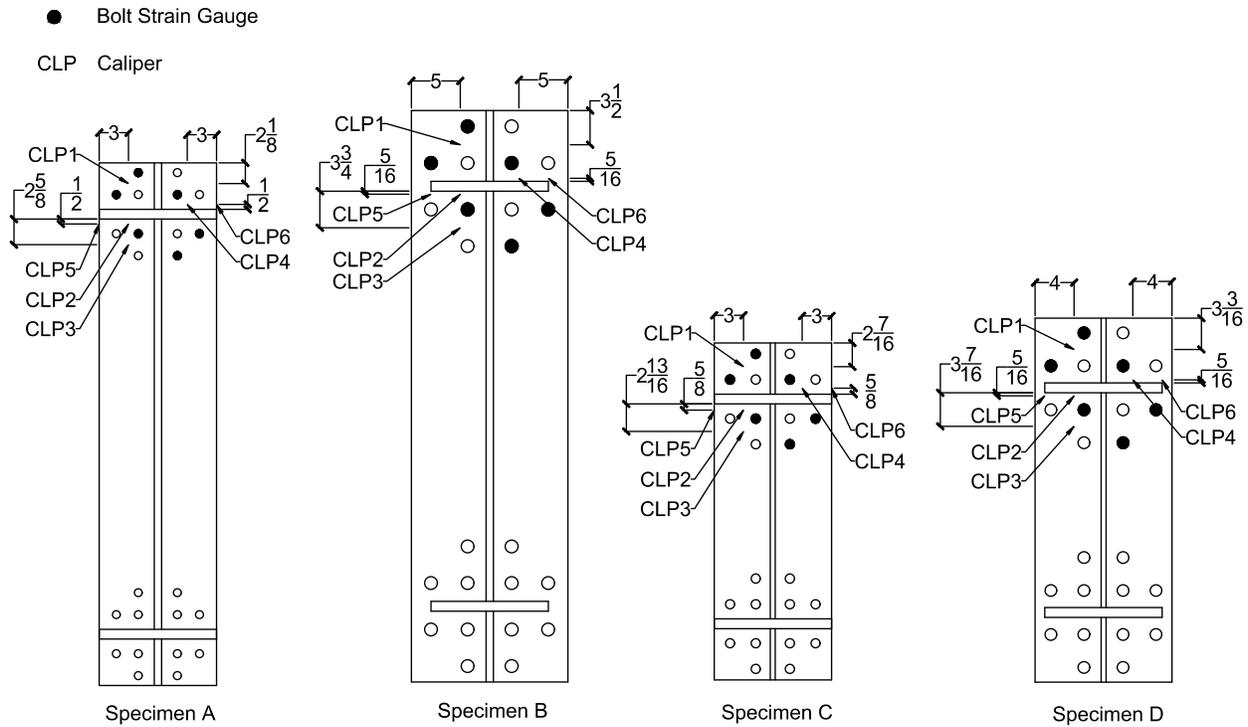 Bolt Strain Gauge
CLP Caliper
3 3 2 1/8
CLP1
2 5/8 1/2 1/2
CLP6
CLP4
CLP5
CLP2
CLP3
Specimen A
5 5 3 1/2
CLP1
3 3/4 5/16 5/16
CLP5 CLP6
CLP4
CLP2
CLP3
Specimen B
3 3 2 7/16
CLP1
2 13/16 5/8 5/8
CLP6
CLP5
CLP4
CLP2
CLP3
Specimen C
4 4 3 3/16
CLP1
3 7/16 5/16 5/16
CLP5 CLP6
CLP4
CLP2
CLP3
Specimen D